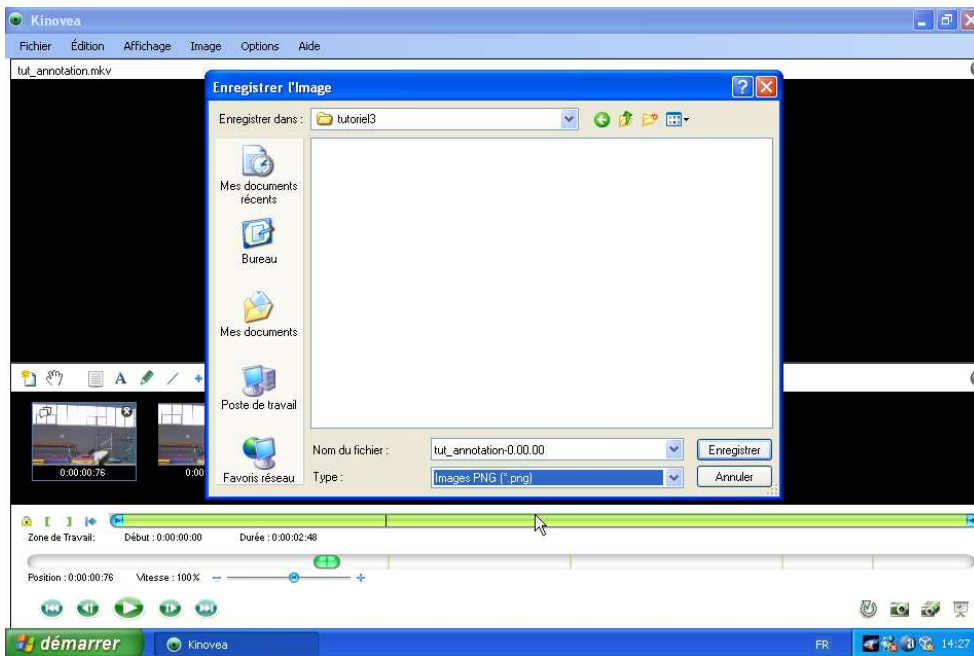 Kinovea
Fichier Édition Affichage Image Options Aide
tut_annotation.mkv
Enregistrer l'Image
Enregistrer dans : tutoriel3
Mes documents récents
Bureau
Mes documents
Poste de travail
Favoris réseau
Nom du fichier : tut_annotation-0.00.00 Enregistrer
Type : Images PNG (*.png) Annuler
A
0:00:00:76 0:00
Zone de Travail: Début : 0:00:00:00 Durée : 0:00:02:48
Position : 0:00:00:76 Vitesse : 100%
démarrer Kinovea FR 14:27